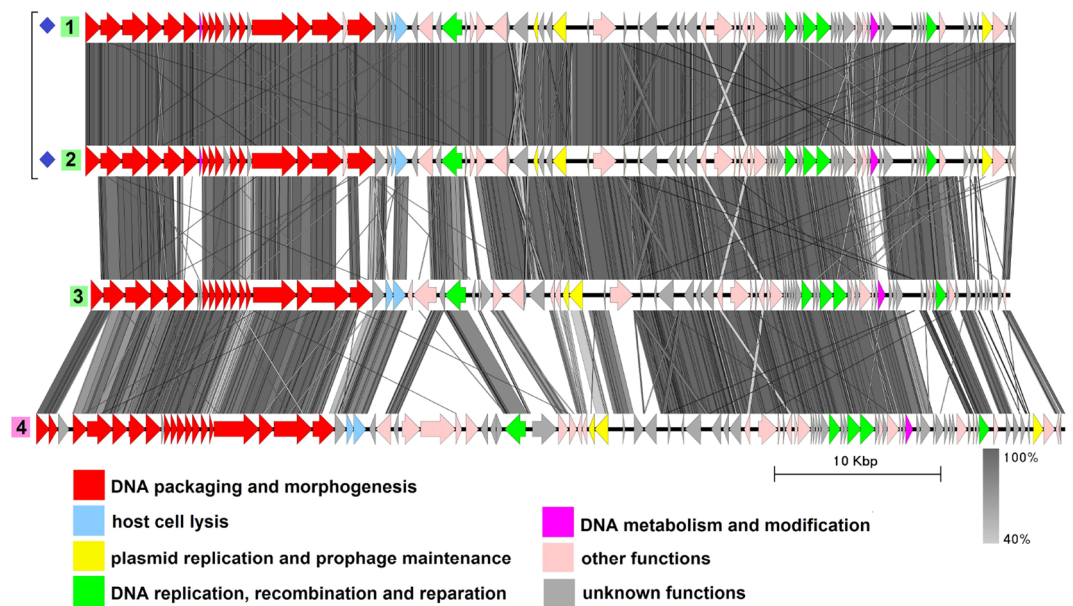 1
2
3
4
10 Kbp
100%
40%
DNA packaging and morphogenesis
host cell lysis
plasmid replication and prophage maintenance
DNA replication, recombination and reparation
DNA metabolism and modification
other functions
unknown functions